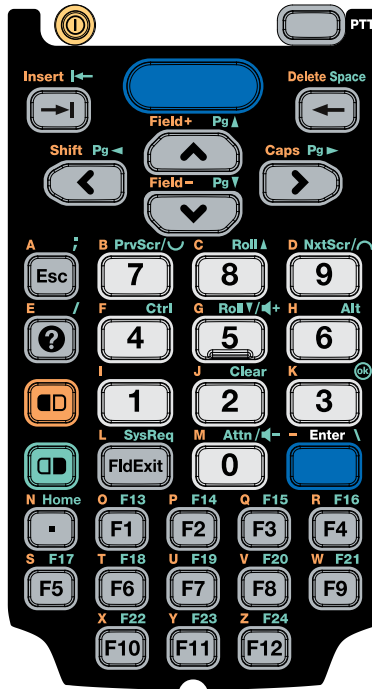 PTT
Insert Delete Space
Field+ Pg▲
Shift Pg◄ Caps Pg►
Field- Pg▼
A ; B PrvScr/ C Roll▲ D NxtScr/
Esc 7 8 9
E / F Ctrl G Roll▼/+ H Alt
? 4 5 6
I J Clear K ok
1 2 3
L SysReq M Attn/- - Enter \
FldExit 0
N Home O F13 P F14 Q F15 R F16
. F1 F2 F3 F4
S F17 T F18 U F19 V F20 W F21
F5 F6 F7 F8 F9
X F22 Y F23 Z F24
F10 F11 F12